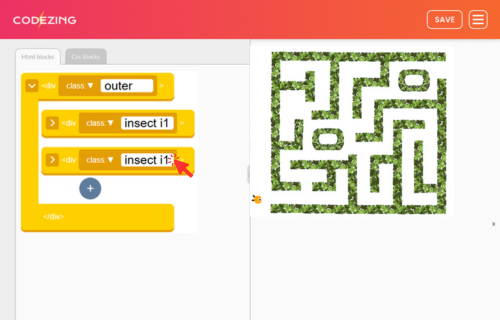 CODEZING
SAVE
Html blocks
Css blocks
<div class ▼ outer >
<div class ▼ insect i1 >
<div class ▼ insect i1
+
</div>
x